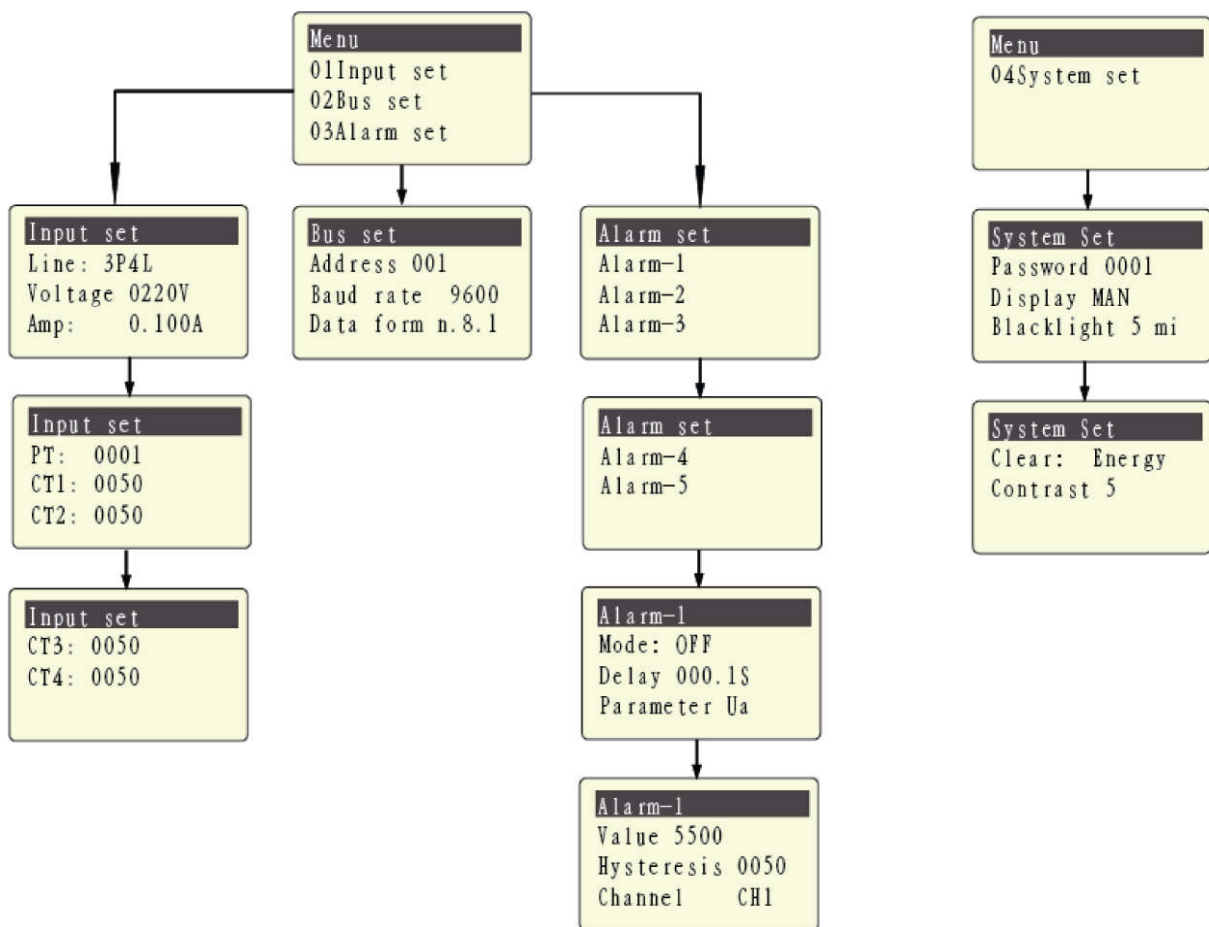 Menu
01Input set
02Bus set
03Alarm set
Menu
04System set
Input set
Line: 3P4L
Voltage 0220V
Amp: 0.100A
Bus set
Address 001
Baud rate 9600
Data form n.8.1
Alarm set
Alarm-1
Alarm-2
Alarm-3
System Set
Password 0001
Display MAN
Blacklight 5 mi
Input set
PT: 0001
CT1: 0050
CT2: 0050
Alarm set
Alarm-4
Alarm-5
System Set
Clear: Energy
Contrast 5
Input set
CT3: 0050
CT4: 0050
Alarm-1
Mode: OFF
Delay 000.1S
Parameter Ua
Alarm-1
Value 5500
Hysteresis 0050
Channel CH1